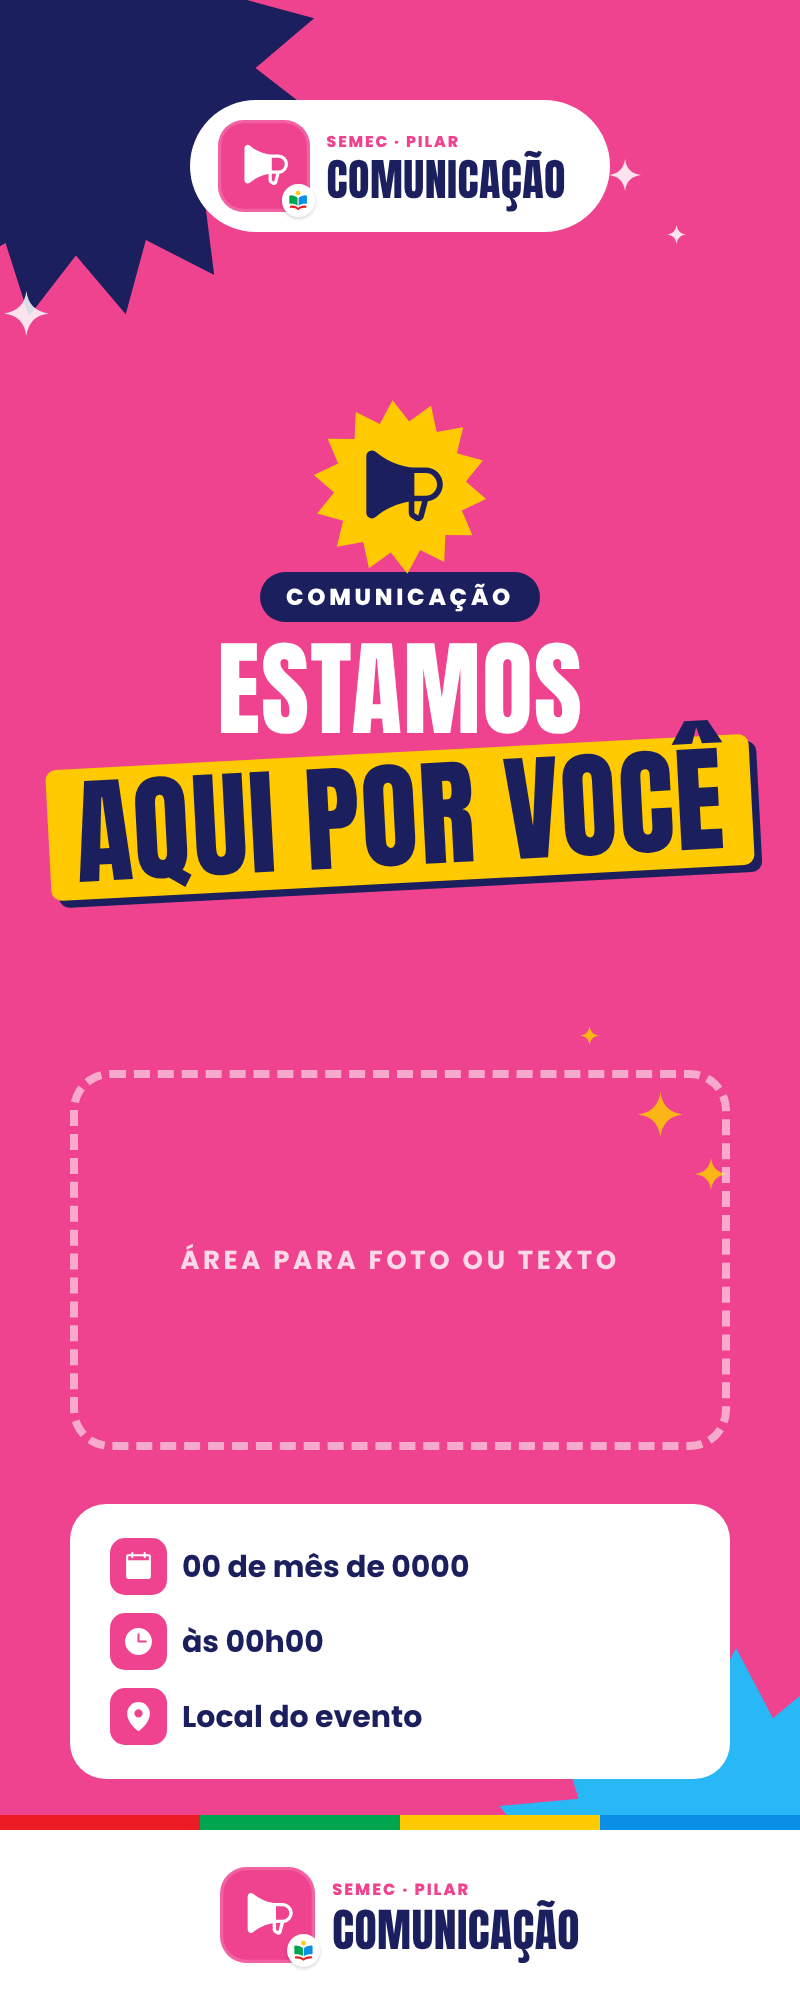 SEMEC · PILAR
COMUNICAÇÃO
COMUNICAÇÃO
ESTAMOS
AQUI POR VOCÊ
ÁREA PARA FOTO OU TEXTO
00 de mês de 0000
às 00h00
Local do evento
SEMEC · PILAR
COMUNICAÇÃO